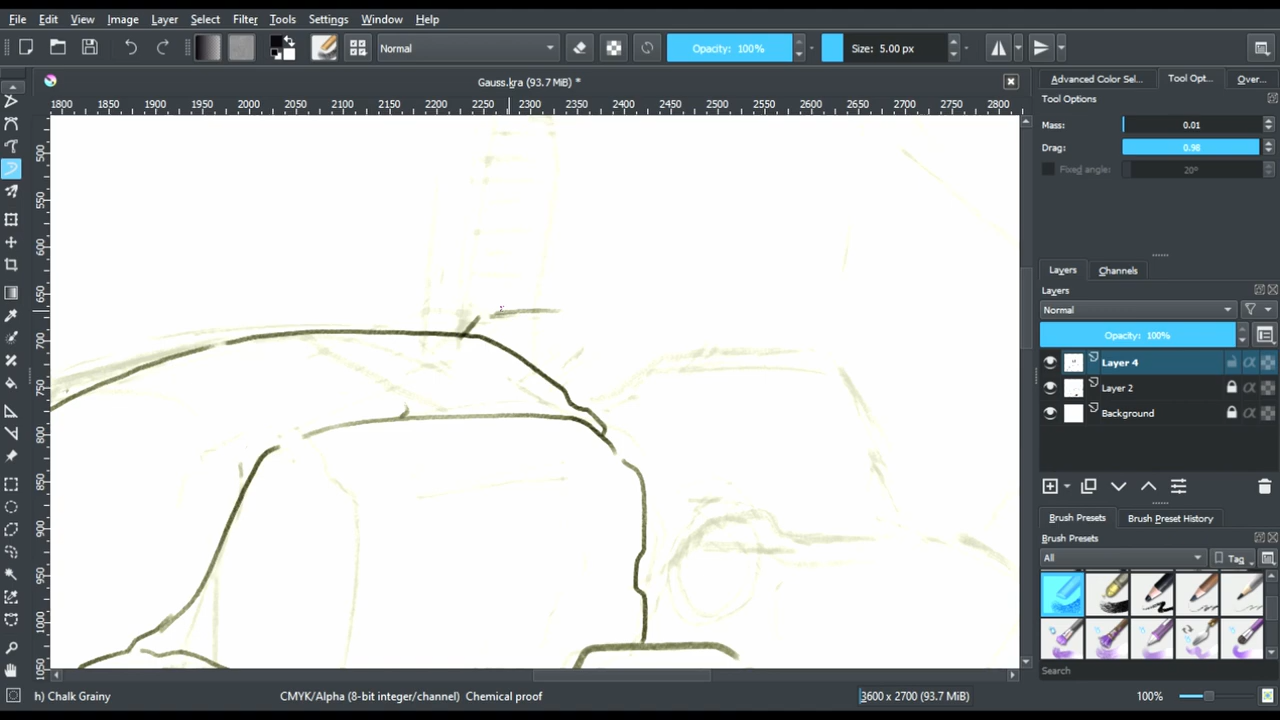 File Edit View Image Layer Select Filter Tools Settings Window Help
Normal Opacity: 100% Size: 5.00 px
Gauss.kra (93.7 MiB) *
Advanced Color Sel... Tool Opt... Over...
1800 1850 1900 1950 2000 2050 2100 2150 2200 2250 2300 2350 2400 2450 2500 2550 2600 2650 2700 2750 2800
500
550
600
650
700
750
800
850
900
950
1000
1050
Tool Options
Mass: 0.01
Drag: 0.98
Fixed angle: 20º
Layers Channels
Layers
Normal
Opacity: 100%
Layer 4
Layer 2
Background
Brush Presets Brush Preset History
Brush Presets
All Tag
Search
h) Chalk Grainy CMYK/Alpha (8-bit integer/channel) Chemical proof 3600 x 2700 (93.7 MiB) 100%